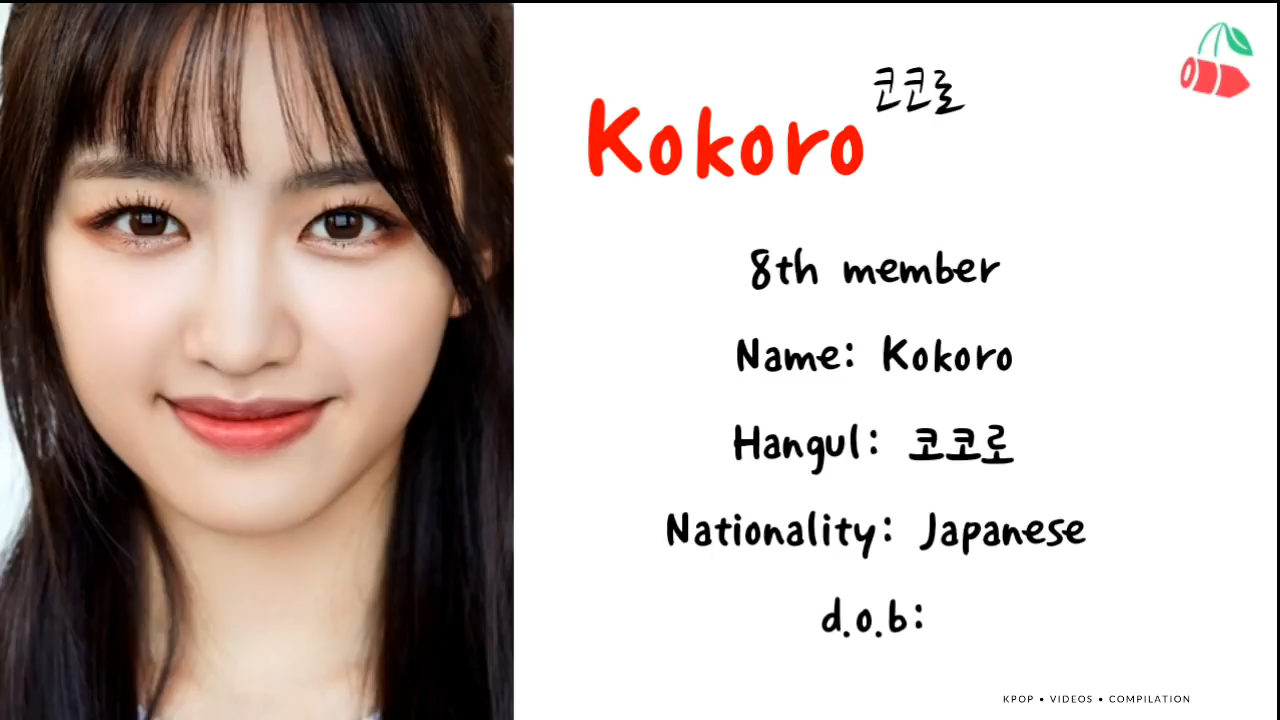 Kokoro 코코로
8th member
Name: Kokoro
Hangul: 코코로
Nationality: Japanese
d.o.b:
KPOP • VIDEOS • COMPILATION